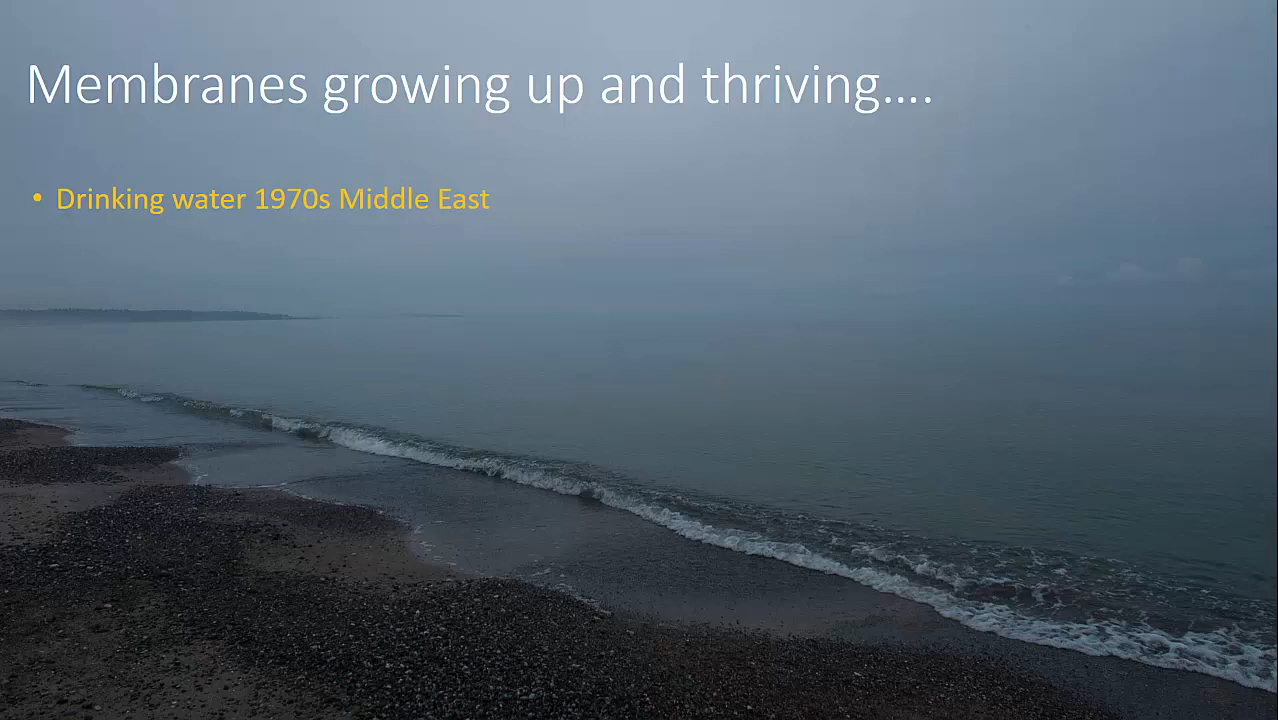 Membranes growing up and thriving....
• Drinking water 1970s Middle East